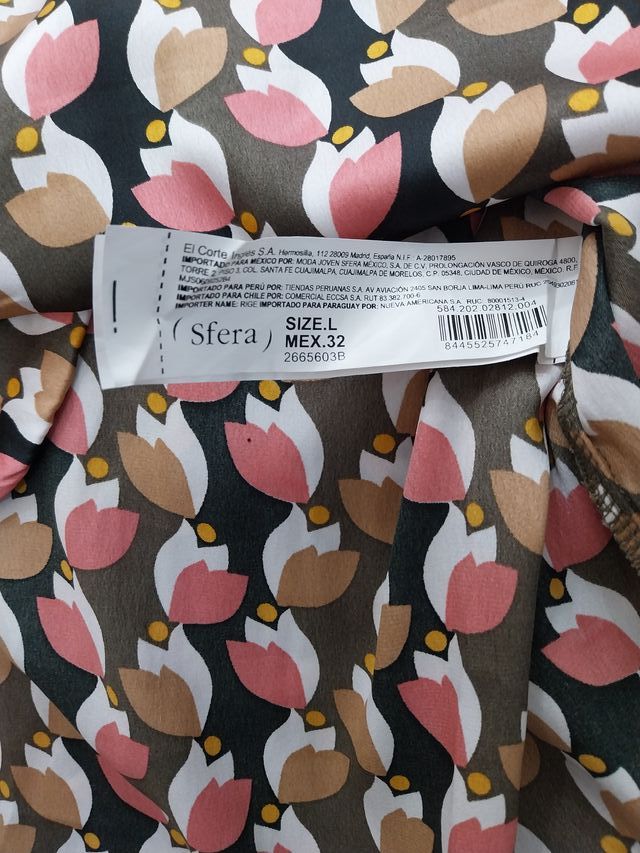 El Corte Inglés S.A. Hermosilla, 112 28009 Madrid, España N.I.F. A-28017895
IMPORTADO PARA MÉXICO POR: MODA JOVEN SFERA MÉXICO, S.A. DE C.V. PROLONGACIÓN VASCO DE QUIROGA 4800,
TORRE 2 PISO 3, COL. SANTA FE CUAJIMALPA, CUAJIMALPA DE MORELOS, C.P. 05348, CIUDAD DE MÉXICO, MÉXICO. R.F.
IMPORTADO PARA PERÚ POR: TIENDAS PERUANAS S.A. AV AVIACIÓN 2405 SAN BORJA LIMA-LIMA PERÚ RUC:
IMPORTADO PARA CHILE POR: COMERCIAL ECCSA S.A. RUT 83.382.700-6
IMPORTER NAME: RIGE IMPORTADO PARA PARAGUAY POR: NUEVA AMERICANA S.A. RUC: 80001513-4
584 202 02812 004
(Sfera)
SIZE.L
MEX.32
2665603B
8445525747184